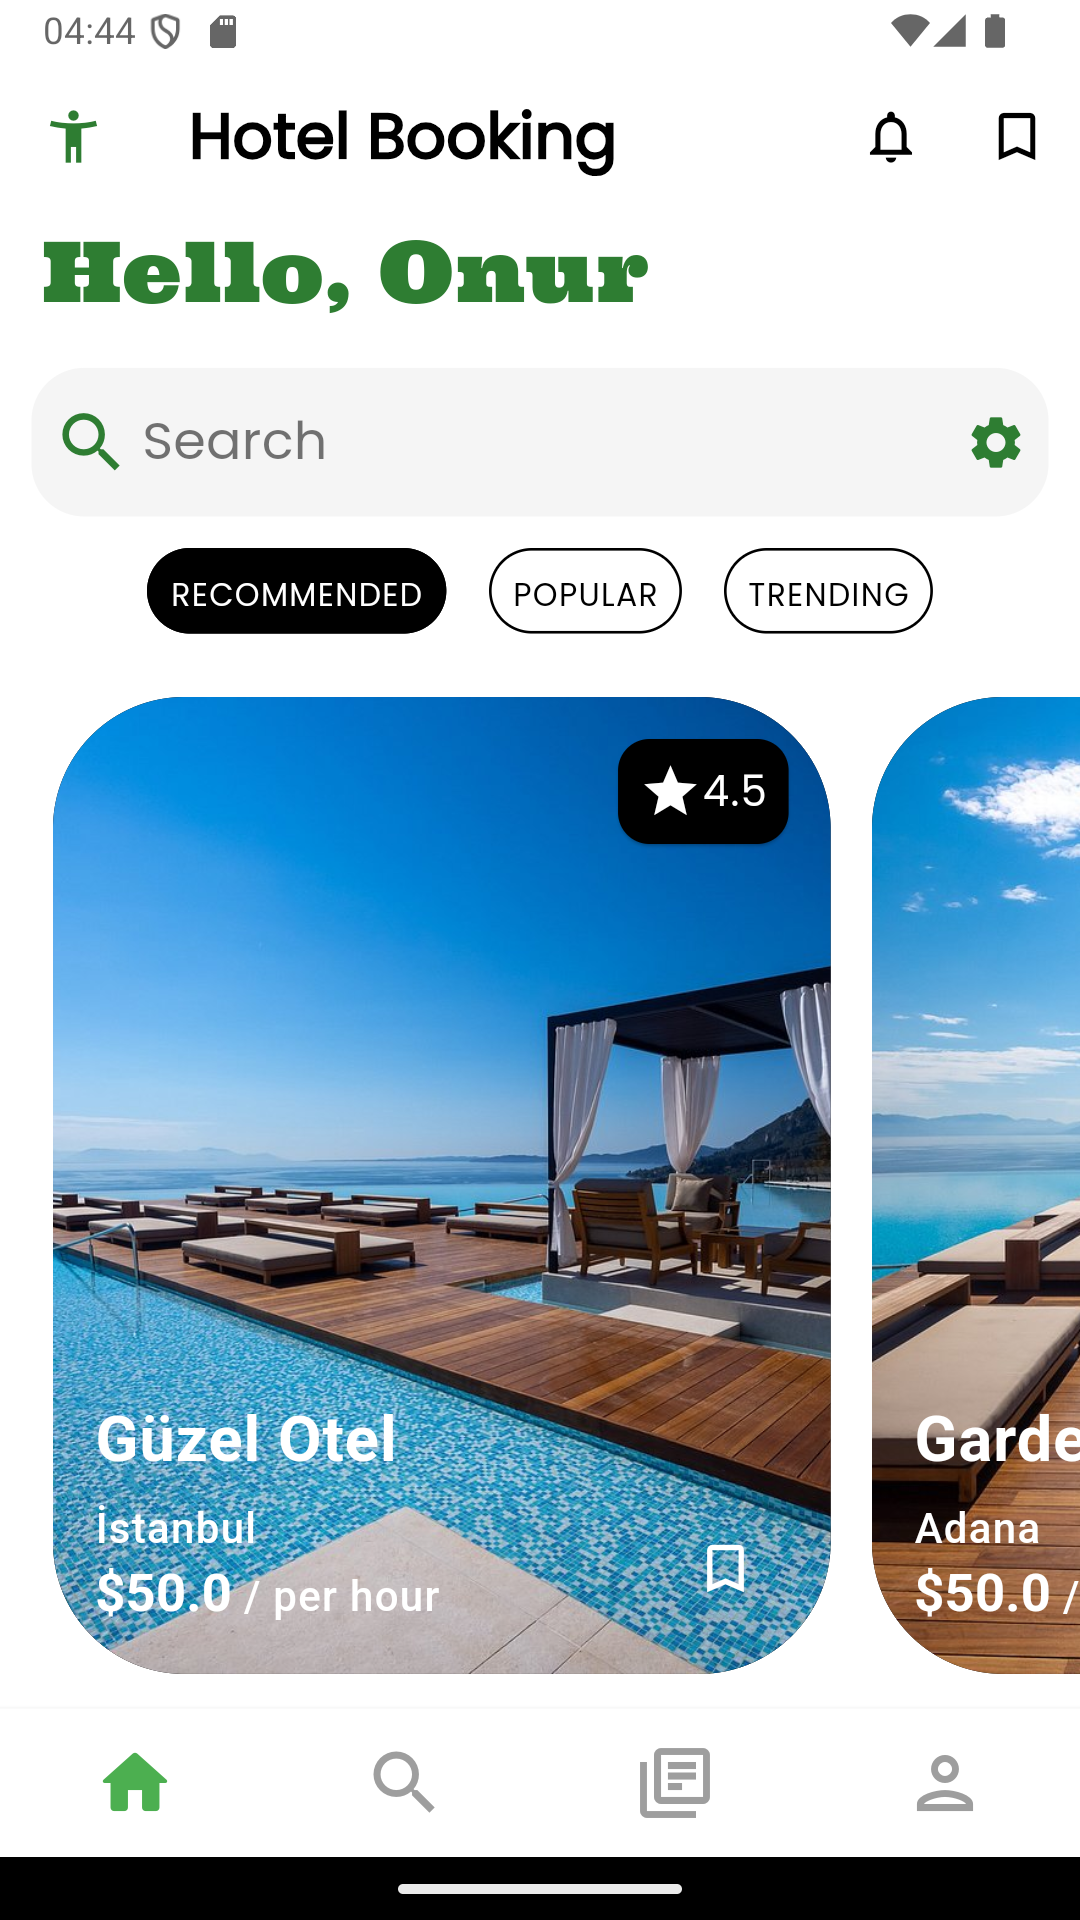 04:44
Hotel Booking
Hello, Onur
Search
RECOMMENDED
POPULAR
TRENDING
4.5
Güzel Otel
İstanbul
$50.0 / per hour
Garde
Adana
$50.0 /